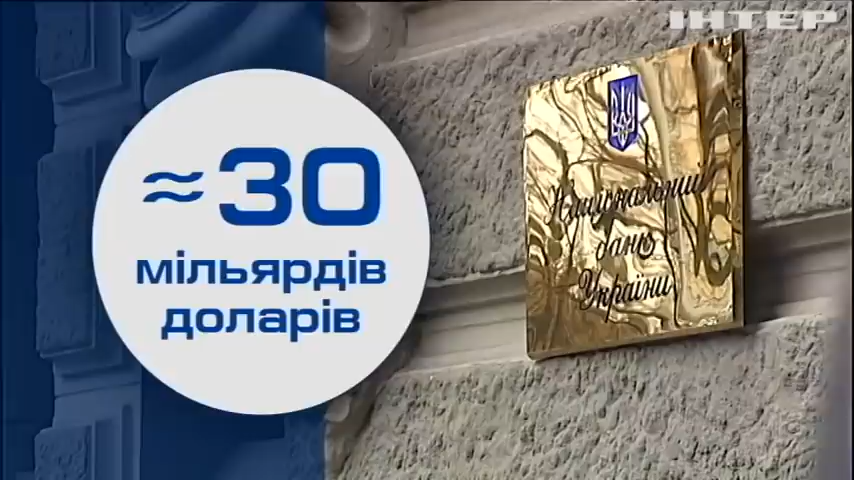 ІНТЕР
≈30
мільярдів
доларів
Національний
банк
України